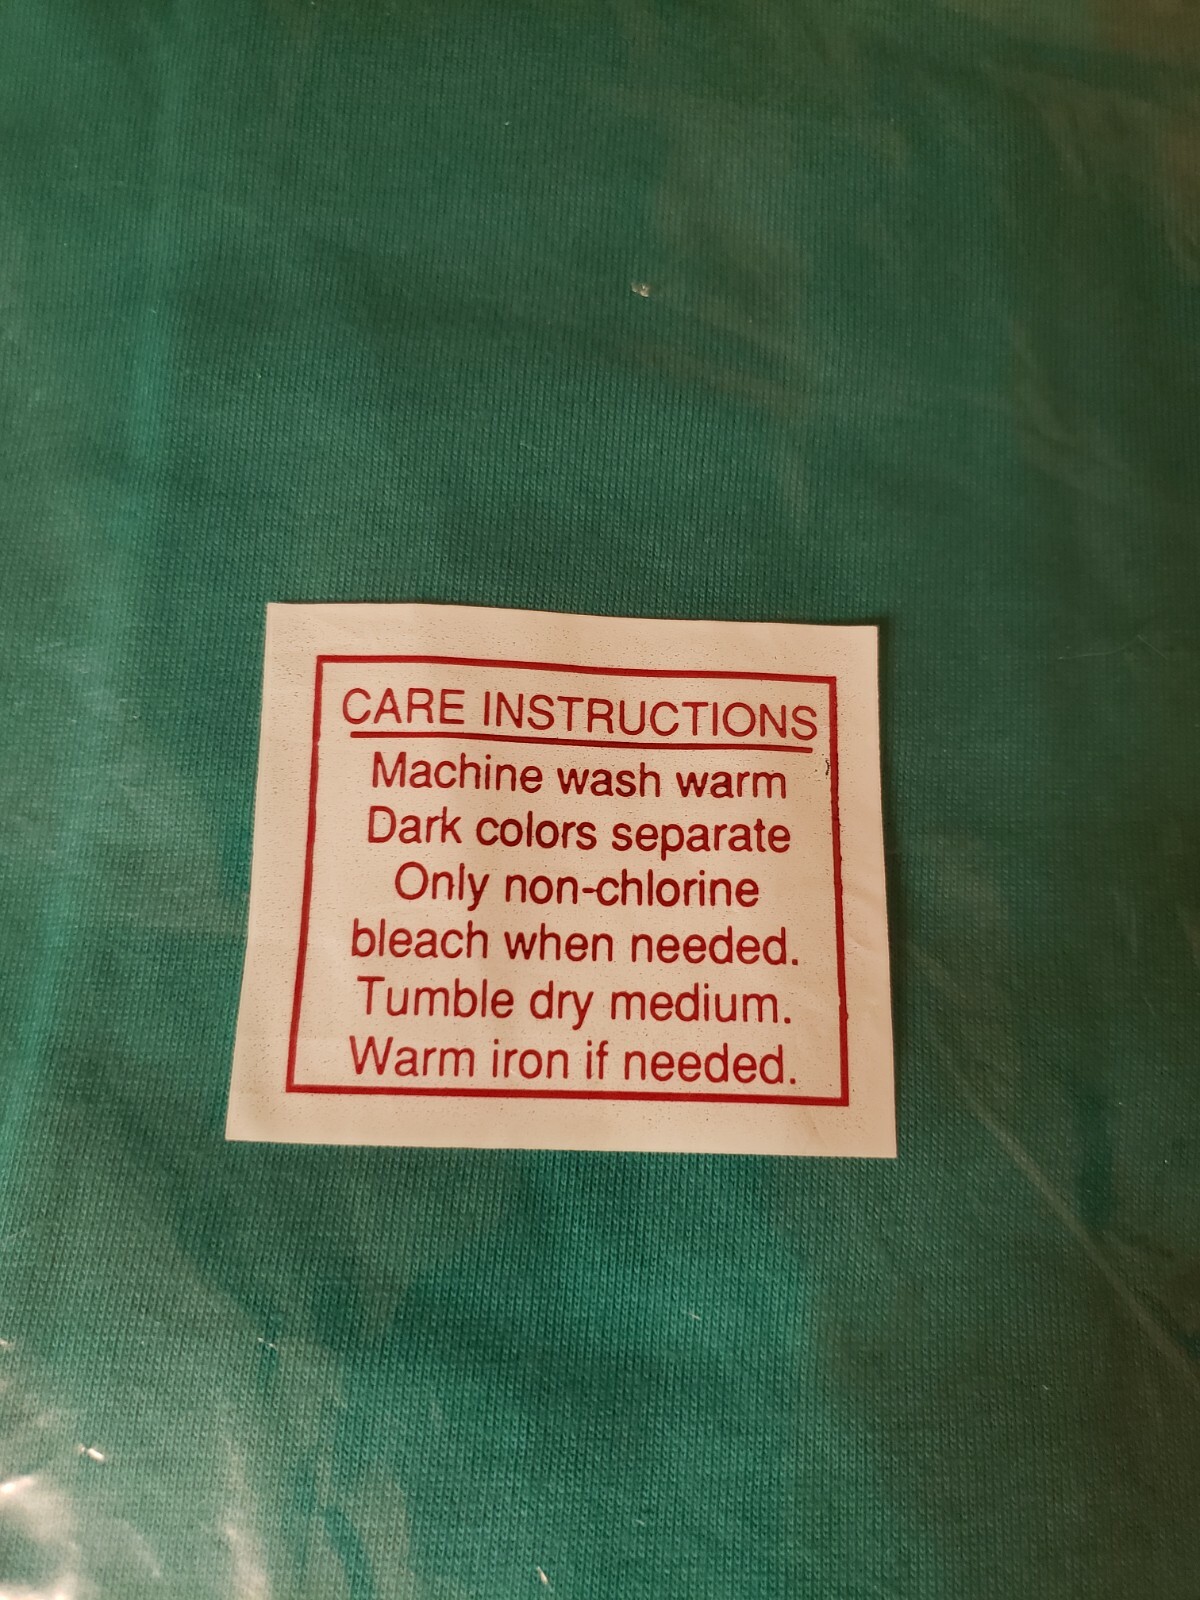 CARE INSTRUCTIONS
Machine wash warm
Dark colors separate
Only non-chlorine
bleach when needed.
Tumble dry medium.
Warm iron if needed.